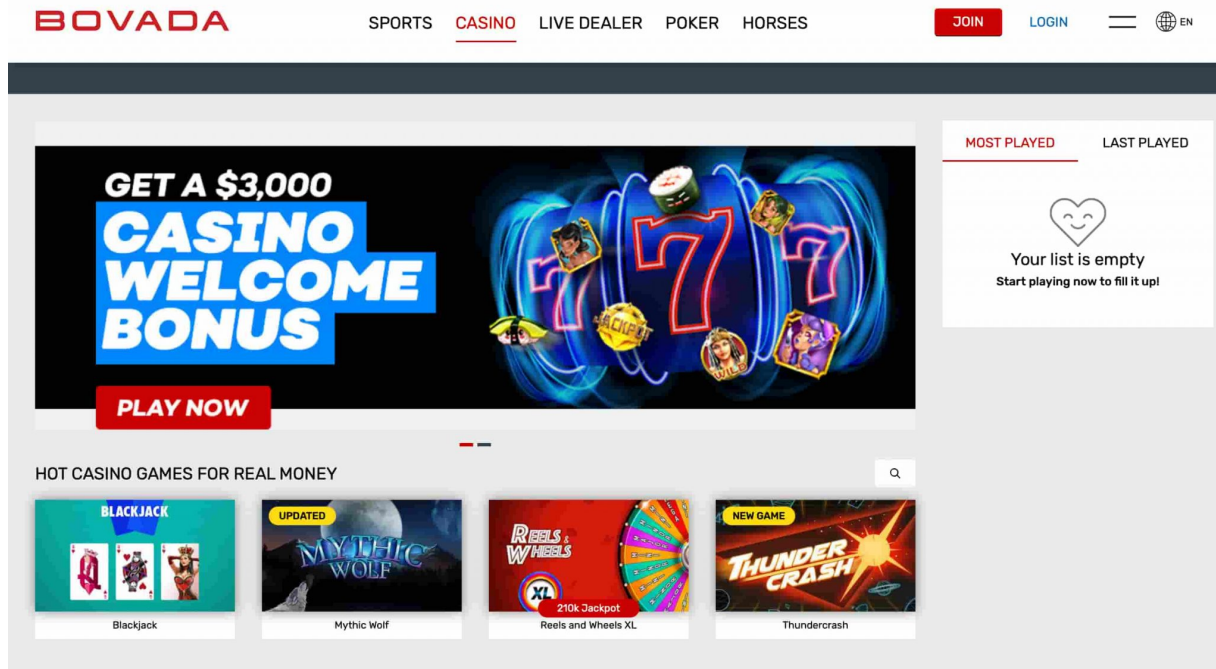 BOVADA
SPORTS CASINO LIVE DEALER POKER HORSES
JOIN LOGIN EN
GET A $3,000
CASINO
WELCOME
BONUS
PLAY NOW
7 7 7
JACKPOT
WILD
MOST PLAYED LAST PLAYED
Your list is empty
Start playing now to fill it up!
HOT CASINO GAMES FOR REAL MONEY
BLACKJACK
Blackjack
UPDATED
MYTHIC
WOLF
Mythic Wolf
REELS &
WHEELS
XL
210k Jackpot
Reels and Wheels XL
NEW GAME
THUNDER
CRASH
Thundercrash